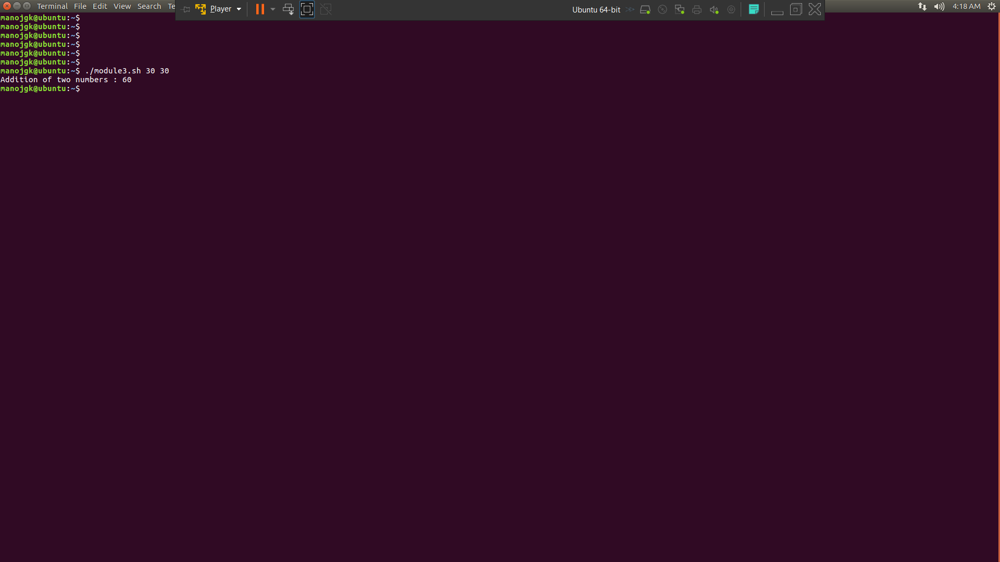 Terminal File Edit View Search Te
Player
Ubuntu 64-bit
4:18 AM
manojgk@ubuntu:~$
manojgk@ubuntu:~$
manojgk@ubuntu:~$
manojgk@ubuntu:~$
manojgk@ubuntu:~$
manojgk@ubuntu:~$
manojgk@ubuntu:~$ ./module3.sh 30 30
Addition of two numbers : 60
manojgk@ubuntu:~$